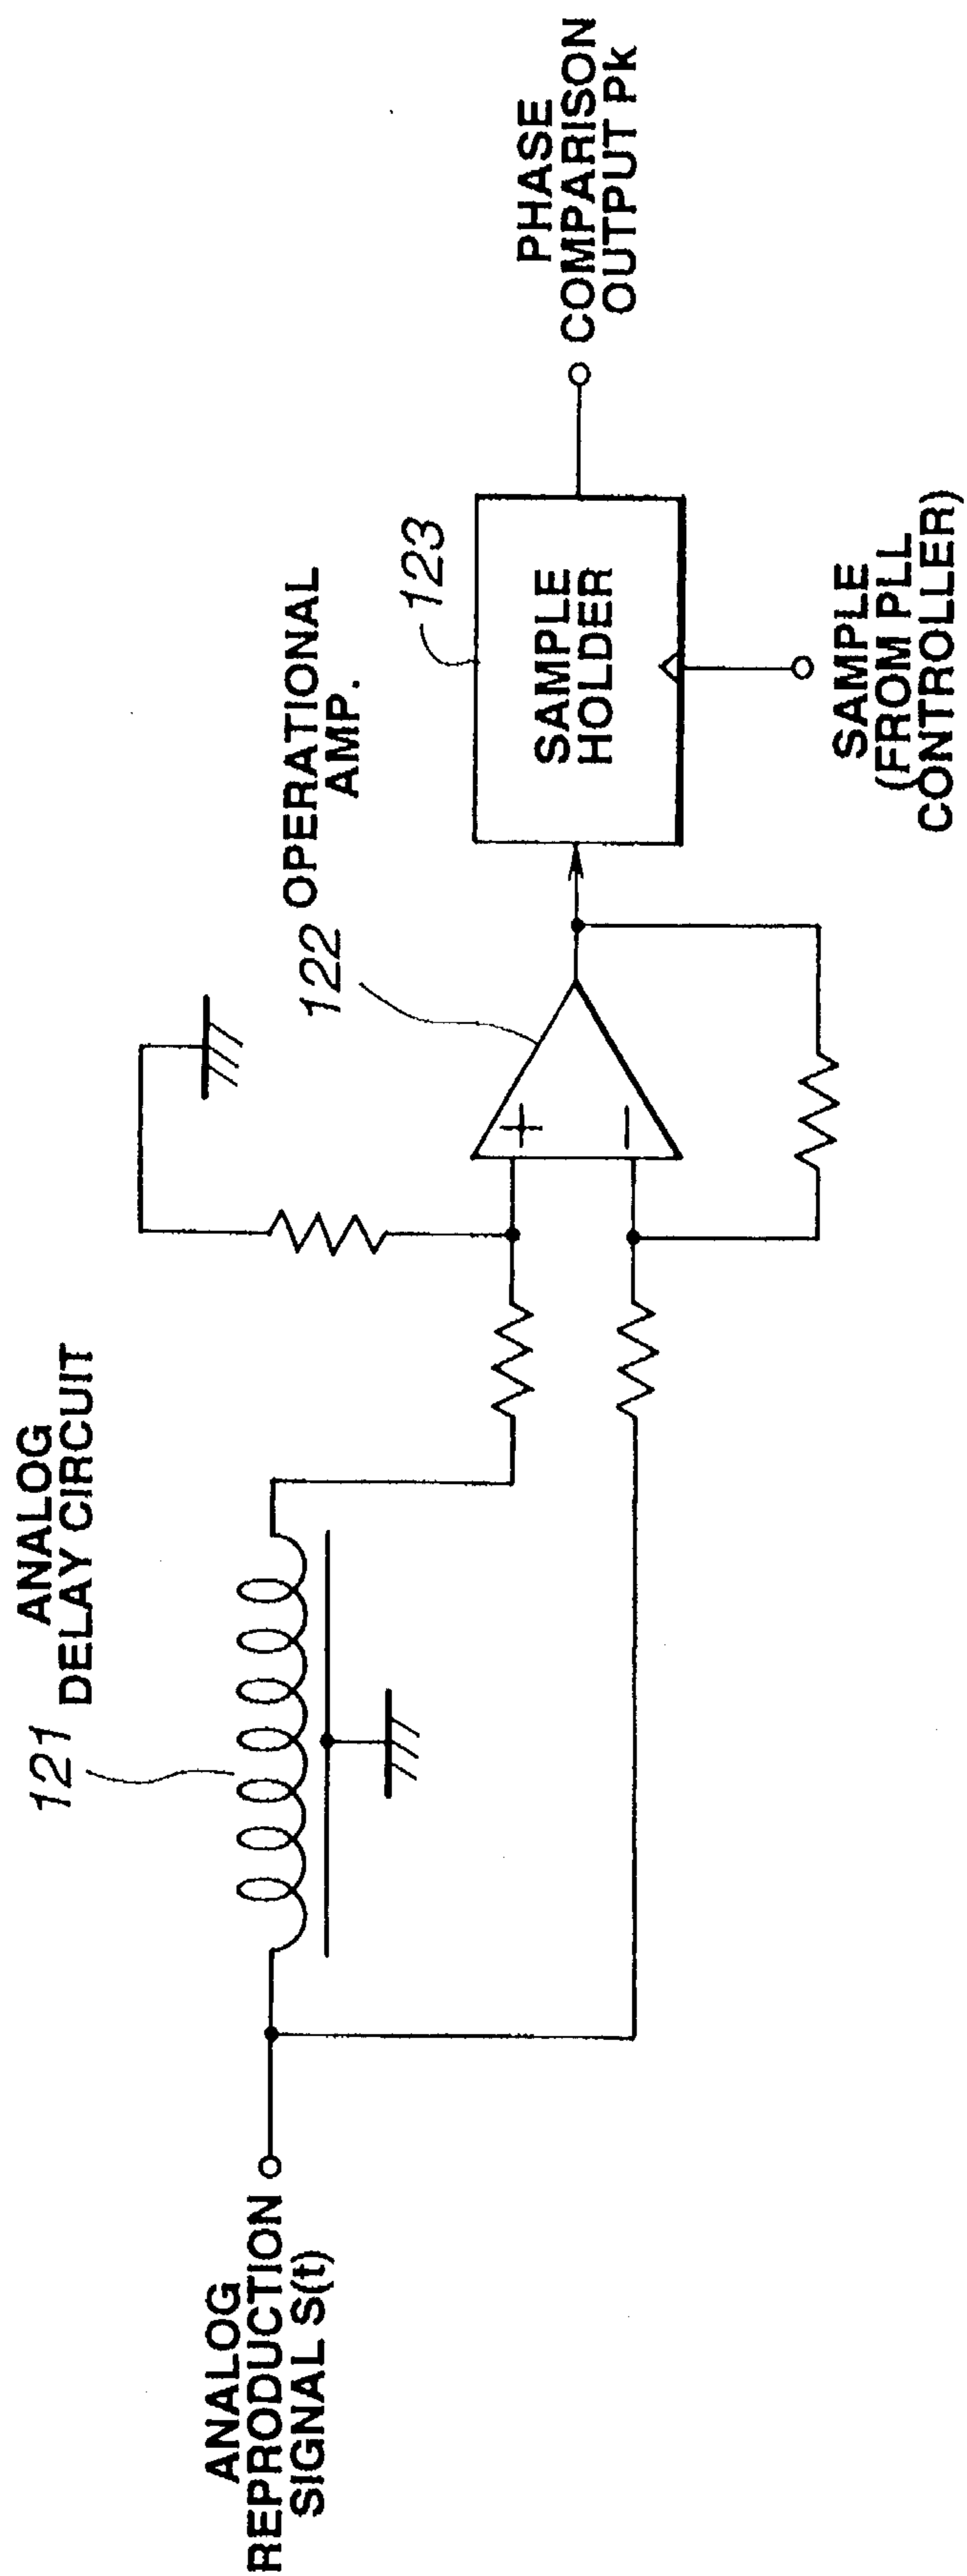 ANALOG
REPRODUCTION
SIGNAL S(t)
121
ANALOG
DELAY CIRCUIT
122
OPERATIONAL
AMP.
+
−
123
SAMPLE
HOLDER
SAMPLE
(FROM PLL
CONTROLLER)
PHASE
COMPARISON
OUTPUT Pk